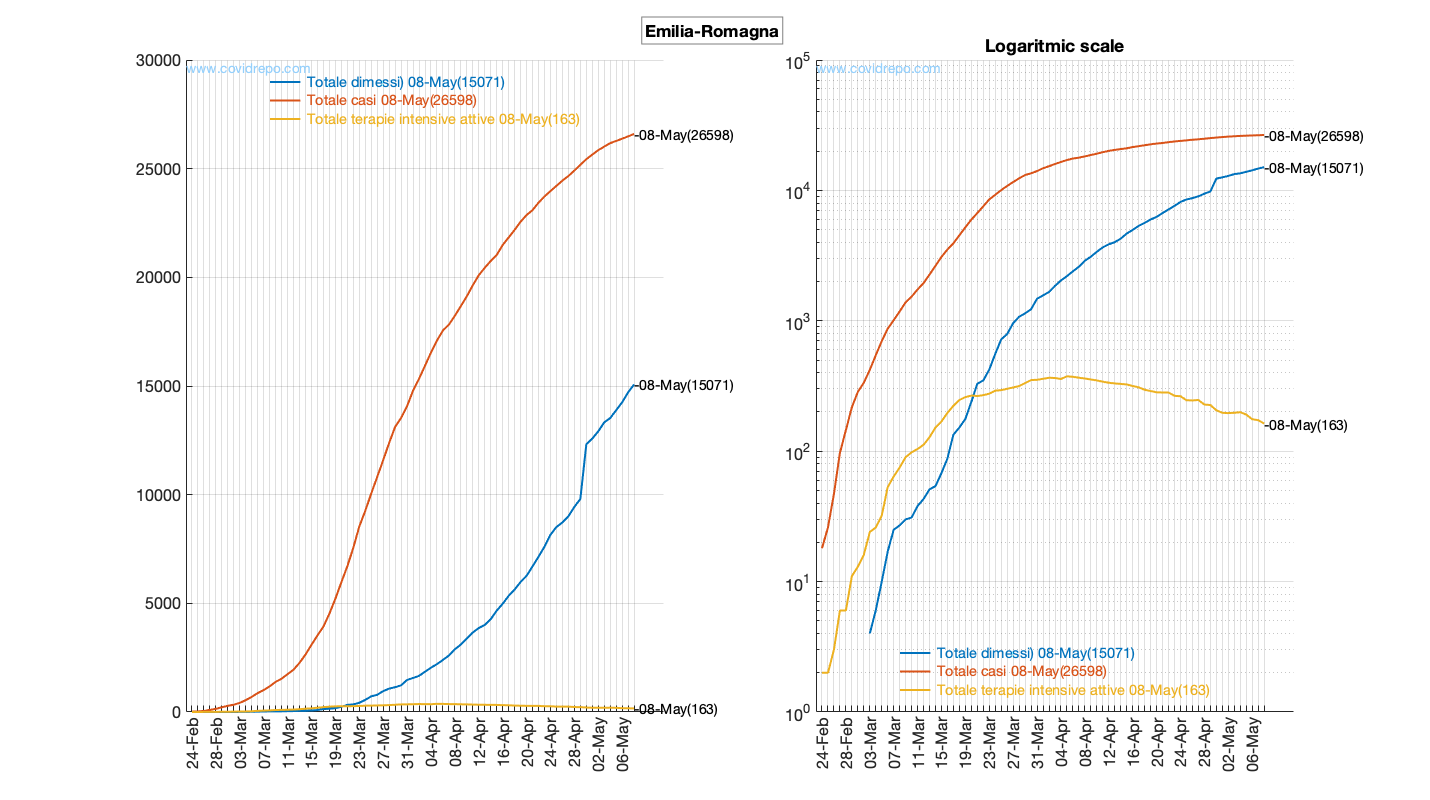 Emilia-Romagna
30000
25000
20000
15000
10000
5000
0
www.covidrepo.com
Totale dimessi) 08-May(15071)
Totale casi 08-May(26598)
Totale terapie intensive attive 08-May(163)
-08-May(26598)
-08-May(15071)
-08-May(163)
24-Feb
28-Feb
03-Mar
07-Mar
11-Mar
15-Mar
19-Mar
23-Mar
27-Mar
31-Mar
04-Apr
08-Apr
12-Apr
16-Apr
20-Apr
24-Apr
28-Apr
02-May
06-May
Logaritmic scale
10^5
10^4
10^3
10^2
10^1
10^0
www.covidrepo.com
-08-May(26598)
-08-May(15071)
-08-May(163)
Totale dimessi) 08-May(15071)
Totale casi 08-May(26598)
Totale terapie intensive attive 08-May(163)
24-Feb
28-Feb
03-Mar
07-Mar
11-Mar
15-Mar
19-Mar
23-Mar
27-Mar
31-Mar
04-Apr
08-Apr
12-Apr
16-Apr
20-Apr
24-Apr
28-Apr
02-May
06-May